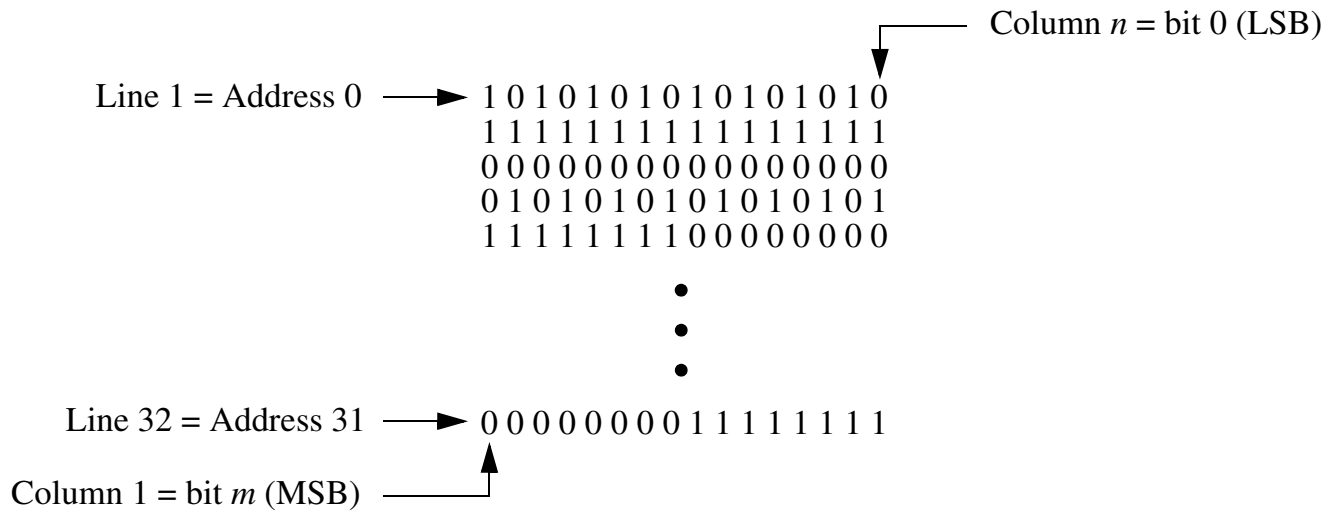 Column n = bit 0 (LSB)
Line 1 = Address 0
1 0 1 0 1 0 1 0 1 0 1 0 1 0 1 0
1 1 1 1 1 1 1 1 1 1 1 1 1 1 1 1
0 0 0 0 0 0 0 0 0 0 0 0 0 0 0 0
0 1 0 1 0 1 0 1 0 1 0 1 0 1 0 1
1 1 1 1 1 1 1 1 0 0 0 0 0 0 0 0
Line 32 = Address 31
0 0 0 0 0 0 0 0 1 1 1 1 1 1 1 1
Column 1 = bit m (MSB)